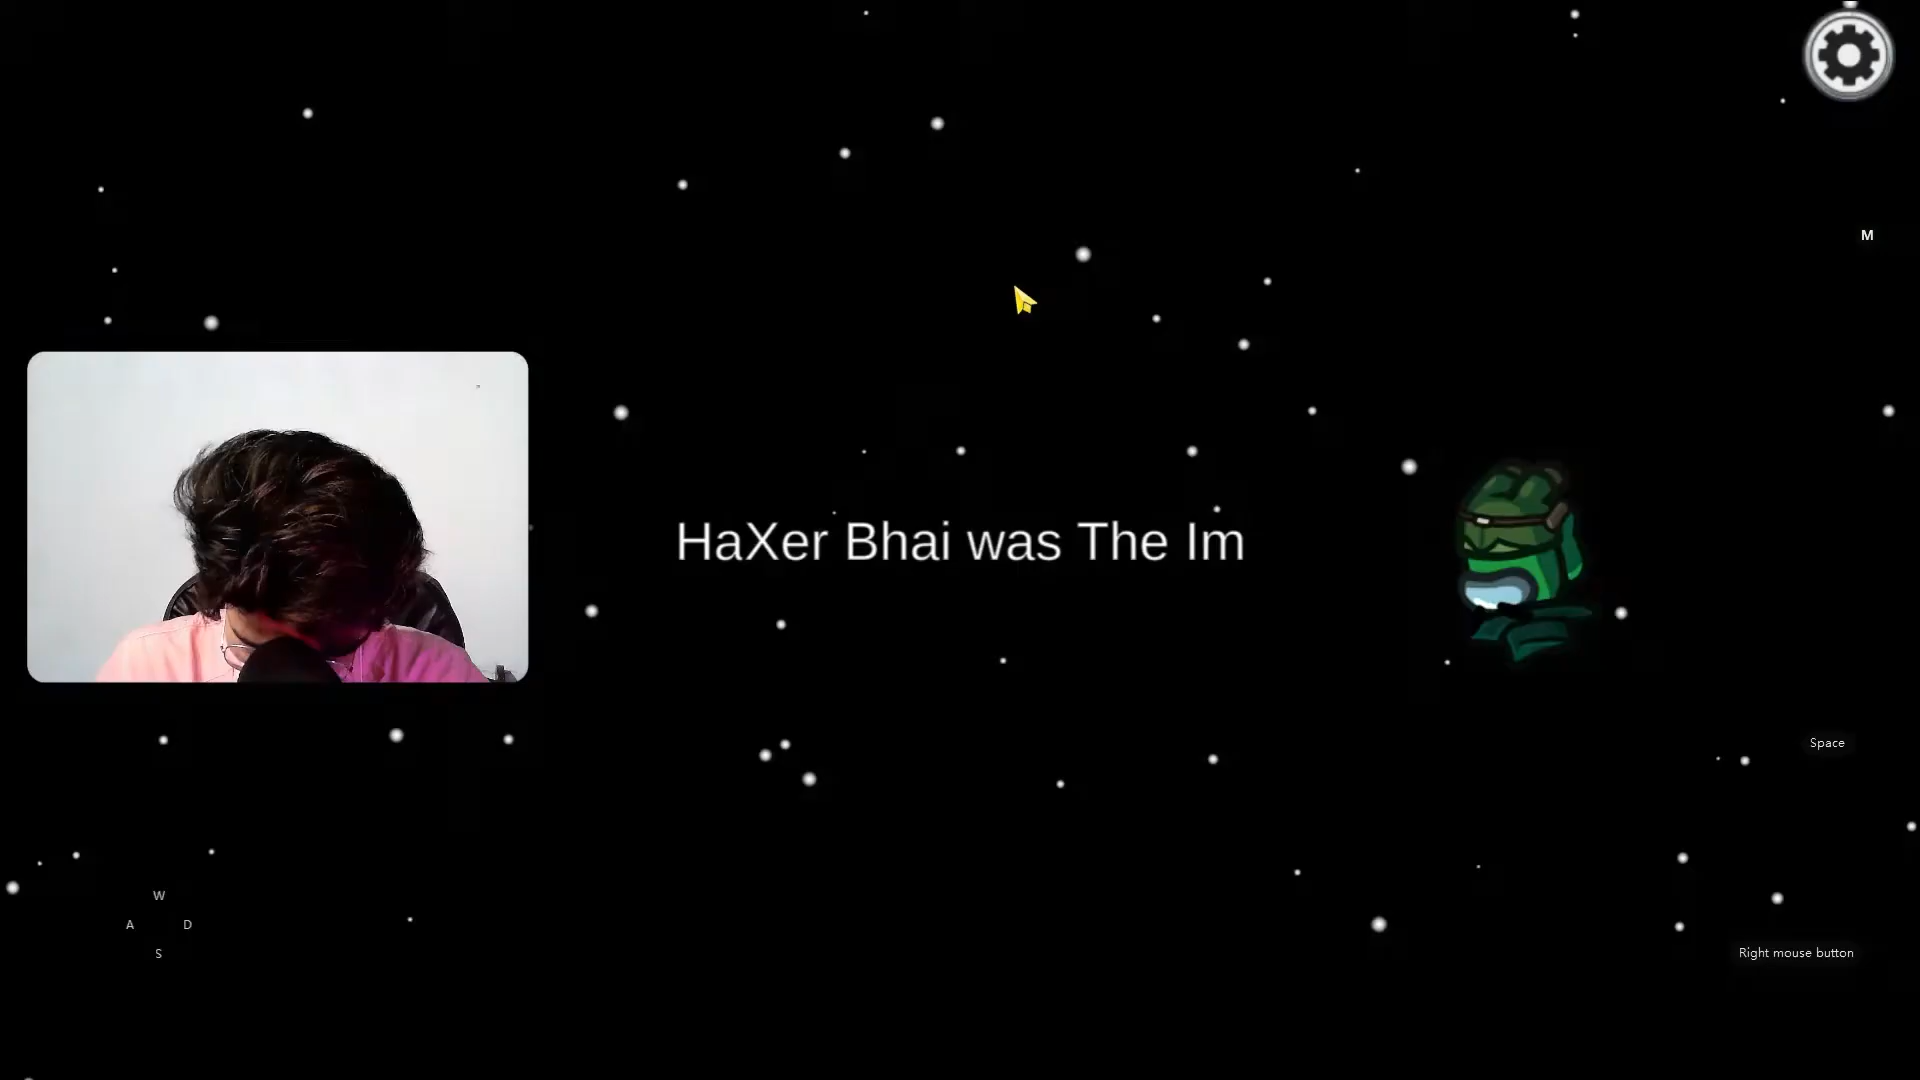 M
HaXer Bhai was The Im
Space
W
A D
S
Right mouse button